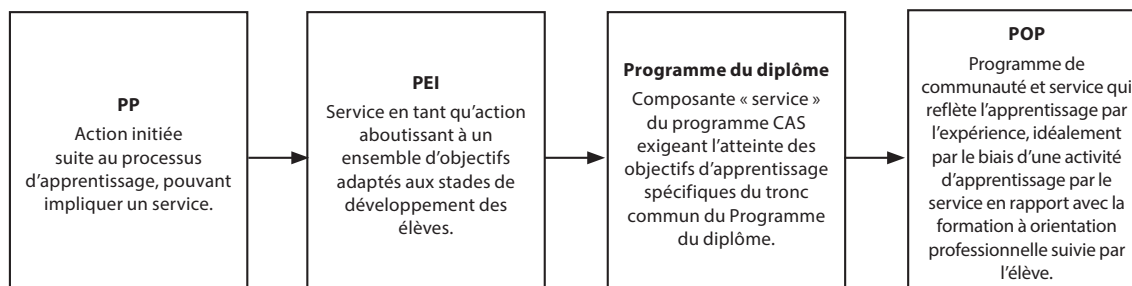 PP
Action initiée
suite au processus
d’apprentissage, pouvant
impliquer un service.
PEI
Service en tant qu’action
aboutissant à un
ensemble d’objectifs
adaptés aux stades de
développement des
élèves.
Programme du diplôme
Composante « service »
du programme CAS
exigeant l’atteinte des
objectifs d’apprentissage
spécifiques du tronc
commun du Programme
du diplôme.
POP
Programme de
communauté et service qui
reflète l’apprentissage par
l’expérience, idéalement
par le biais d’une activité
d’apprentissage par le
service en rapport avec la
formation à orientation
professionnelle suivie par
l’élève.